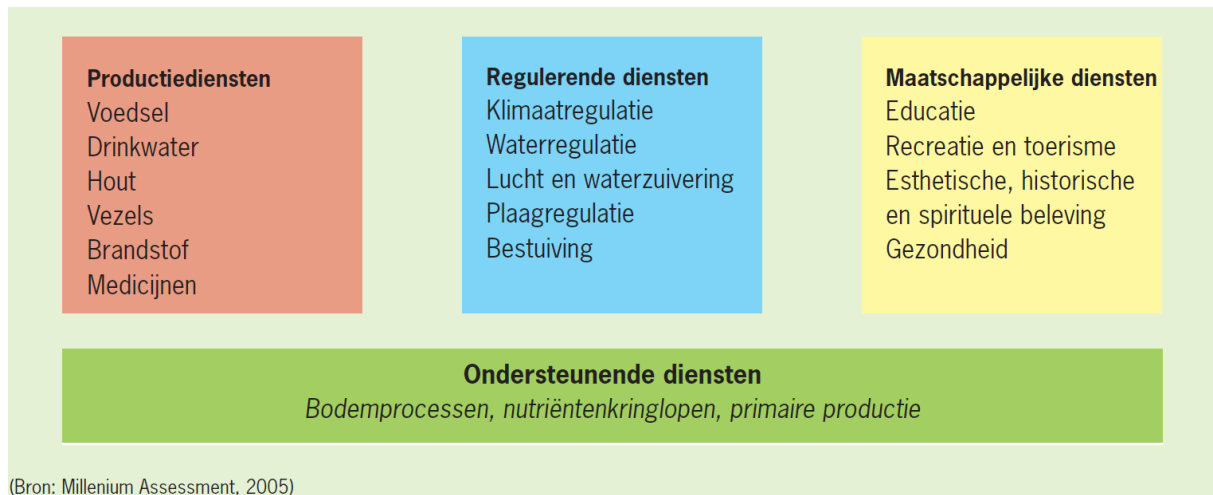 Productiediensten
Voedsel
Drinkwater
Hout
Vezels
Brandstof
Medicijnen
Regulerende diensten
Klimaatregulatie
Waterregulatie
Lucht en waterzuivering
Plaagregulatie
Bestuiving
Maatschappelijke diensten
Educatie
Recreatie en toerisme
Esthetische, historische
en spirituele beleving
Gezondheid
Ondersteunende diensten
Bodemprocessen, nutriëntenkringlopen, primaire productie
(Bron: Millenium Assessment, 2005)